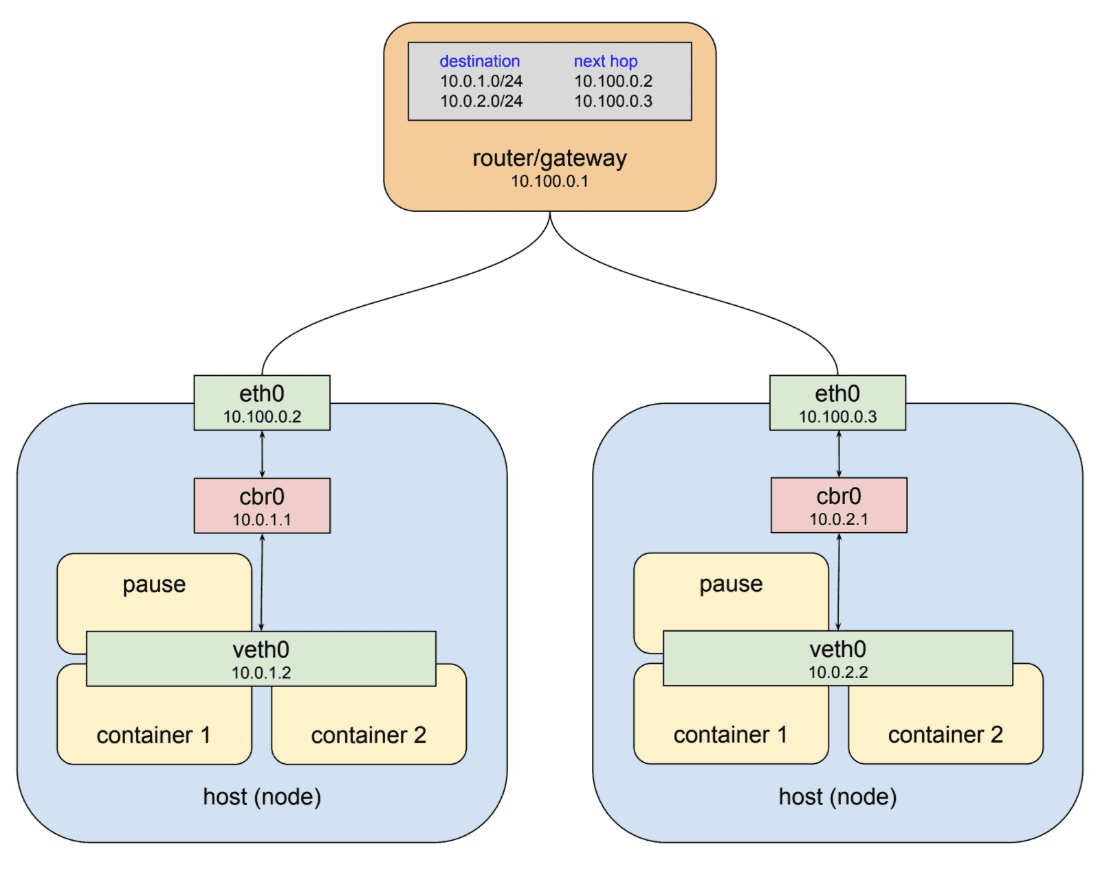 destination next hop
10.0.1.0/24 10.100.0.2
10.0.2.0/24 10.100.0.3
router/gateway
10.100.0.1
eth0
10.100.0.2
cbr0
10.0.1.1
pause
veth0
10.0.1.2
container 1
container 2
host (node)
eth0
10.100.0.3
cbr0
10.0.2.1
pause
veth0
10.0.2.2
container 1
container 2
host (node)